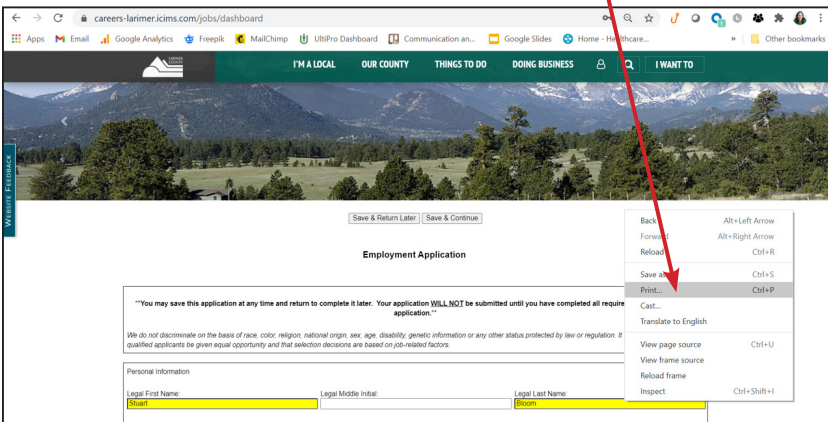 careers-larimer.icims.com/jobs/dashboard
Apps Email Google Analytics Freepik MailChimp UltiPro Dashboard Communication an... Google Slides Home - Healthcare... » Other bookmarks
LARIMER COUNTY I'M A LOCAL OUR COUNTY THINGS TO DO DOING BUSINESS I WANT TO
WEBSITE FEEDBACK
Save & Return Later Save & Continue
Employment Application
**You may save this application at any time and return to complete it later. Your application WILL NOT be submitted until you have completed all require
application.**
We do not discriminate on the basis of race, color, religion, national origin, sex, age, disability, genetic information or any other status protected by law or regulation. It
qualified applicants be given equal opportunity and that selection decisions are based on job-related factors.
Personal Information
Legal First Name: Legal Middle Initial: Legal Last Name:
Stuart Bloom
Back Alt+Left Arrow
Forward Alt+Right Arrow
Reload Ctrl+R
Save as Ctrl+S
Print... Ctrl+P
Cast...
Translate to English
View page source Ctrl+U
View frame source
Reload frame
Inspect Ctrl+Shift+I